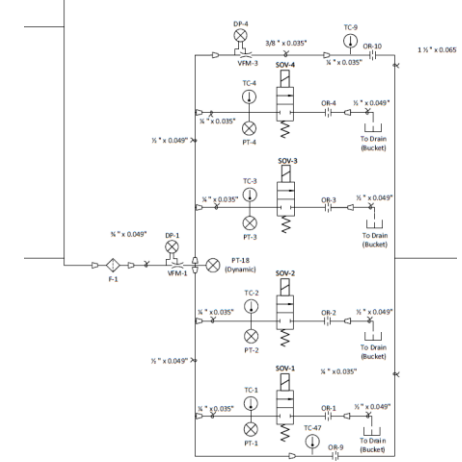 DP-4
3/8 " x 0.035"
TC-9
OR-10
1 ½ " x 0.065"
VFM-3
¼ " x 0.035"
SOV-4
TC-4
OR-4
½ " x 0.049"
¼ " x 0.035"
PT-4
To Drain
(Bucket)
½ " x 0.049"
SOV-3
TC-3
¼ " x 0.035"
OR-3
½ " x 0.049"
PT-3
To Drain
(Bucket)
¾ " x 0.049"
DP-1
F-1
VFM-1
PT-18
(Dynamic)
SOV-2
TC-2
¼ " x 0.035"
OR-2
½ " x 0.049"
PT-2
To Drain
(Bucket)
½ " x 0.049"
SOV-1
¼ " x 0.035"
TC-1
¼ " x 0.035"
OR-1
½ " x 0.049"
PT-1
TC-47
To Drain
(Bucket)
OR-9